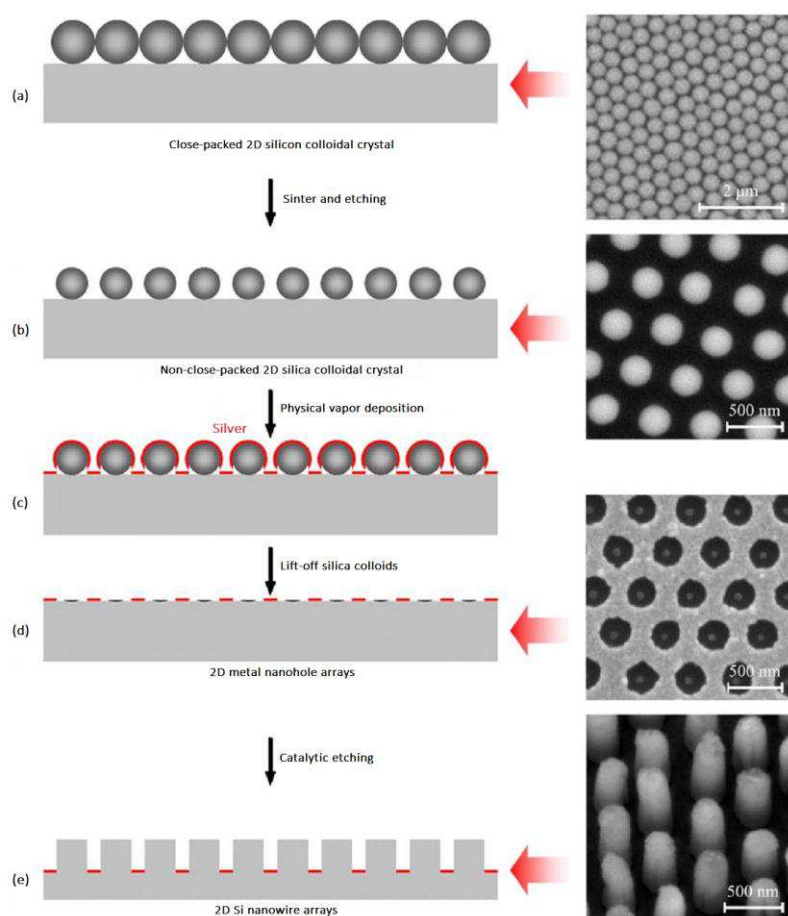 (a)
Close-packed 2D silicon colloidal crystal
2 μm
Sinter and etching
(b)
Non-close-packed 2D silica colloidal crystal
500 nm
Physical vapor deposition
Silver
(c)
Lift-off silica colloids
(d)
2D metal nanohole arrays
500 nm
Catalytic etching
(e)
2D Si nanowire arrays
500 nm